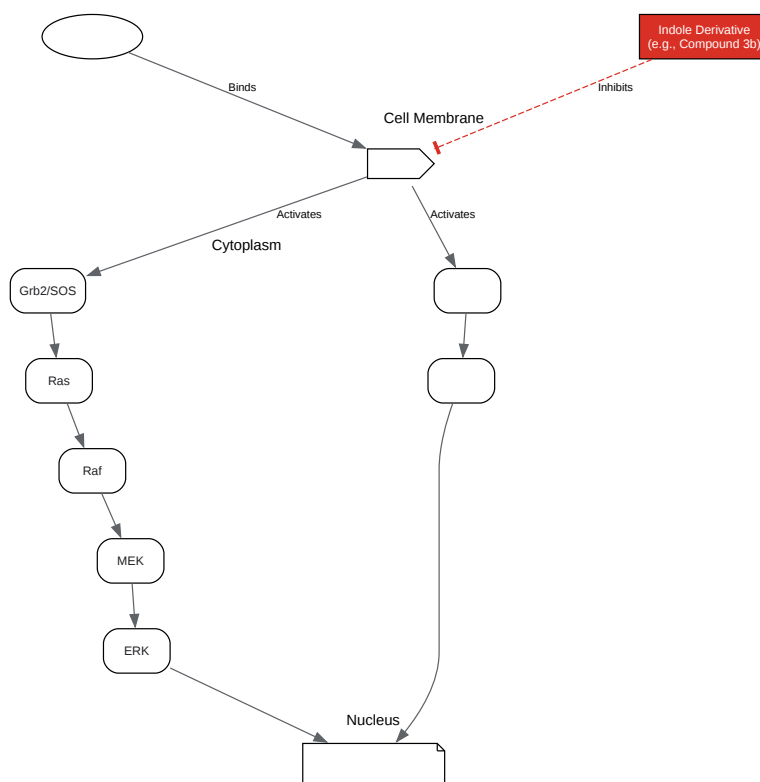 Indole Derivative
(e.g., Compound 3b)
Binds
Inhibits
Cell Membrane
Activates
Activates
Cytoplasm
Grb2/SOS
Ras
Raf
MEK
ERK
Nucleus